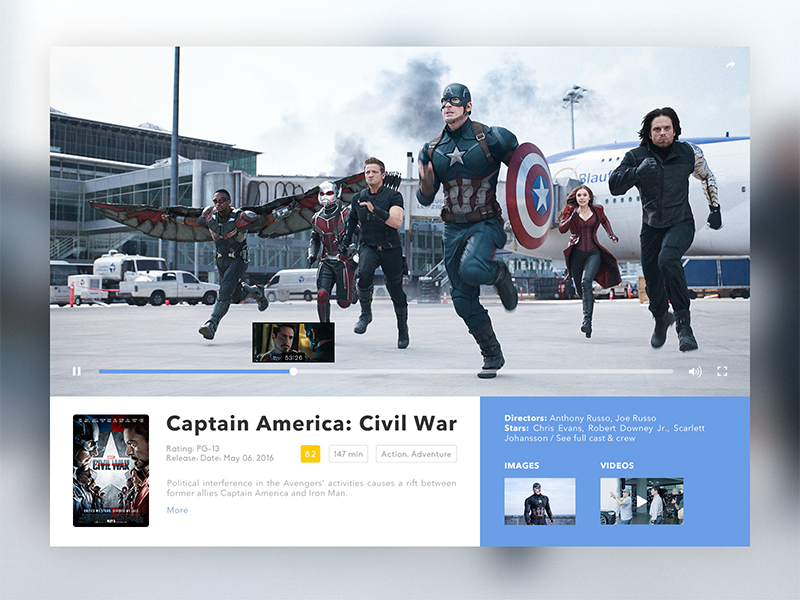 Blaufl
53:26
Captain America: Civil War
Rating: PG-13
Release: Date: May 06, 2016
8.2
147 min
Action, Adventure
Political interference in the Avengers' activities causes a rift between
former allies Captain America and Iron Man.
More
CIVIL WAR
Directors: Anthony Russo, Joe Russo
Stars: Chris Evans, Robert Downey Jr., Scarlett
Johansson / See full cast & crew
IMAGES
VIDEOS